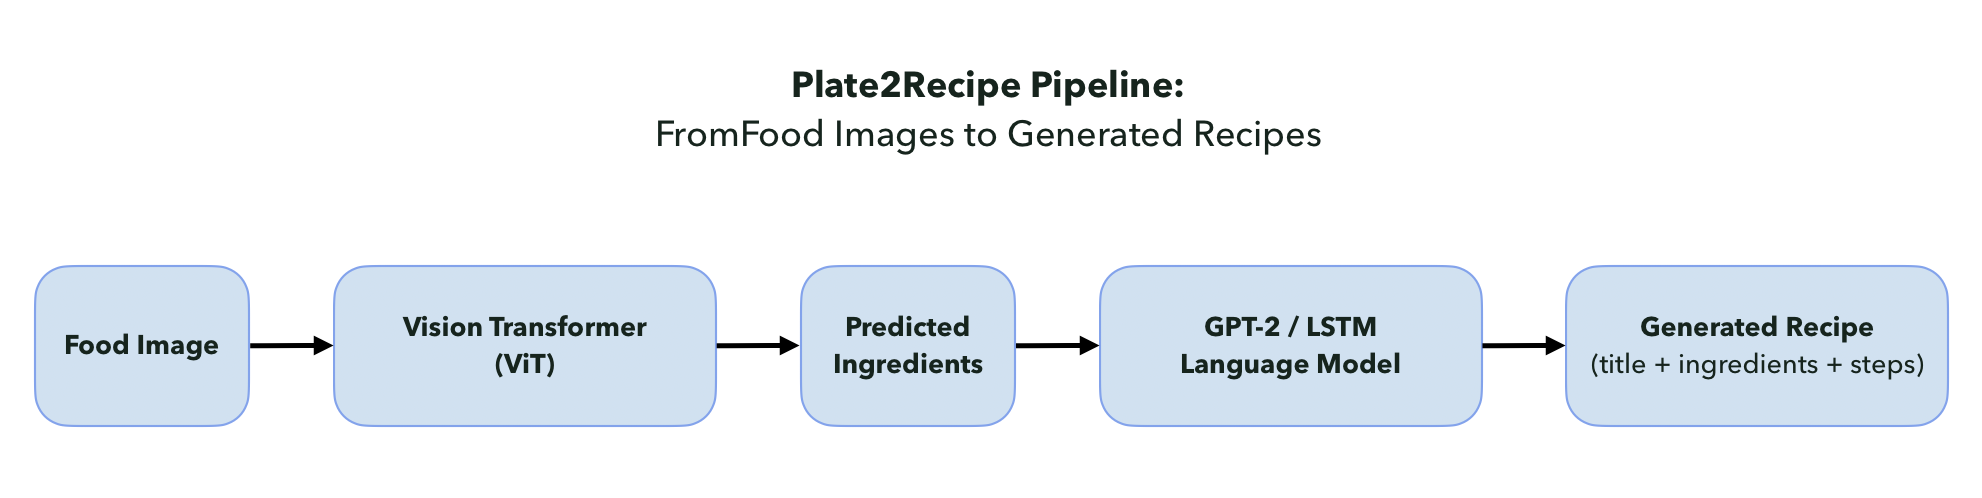 Plate2Recipe Pipeline:
FromFood Images to Generated Recipes
Food Image
Vision Transformer
(ViT)
Predicted
Ingredients
GPT-2 / LSTM
Language Model
Generated Recipe
(title + ingredients + steps)